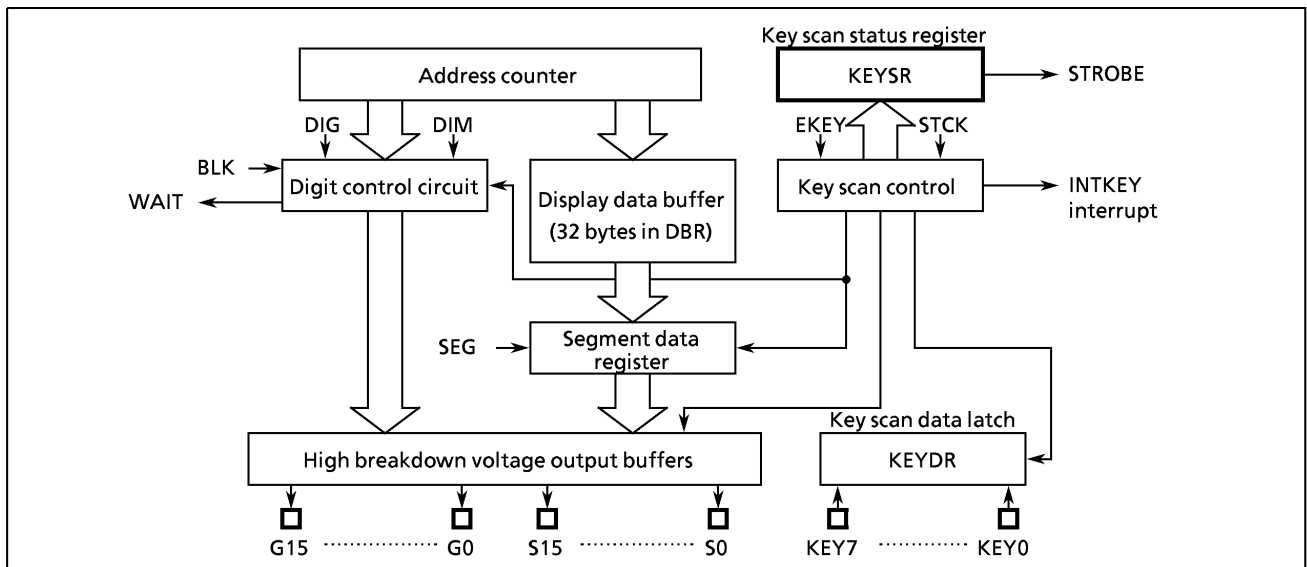 Key scan status register
Address counter
KEYSR
STROBE
DIG
DIM
EKEY
STCK
BLK
Digit control circuit
WAIT
Display data buffer
(32 bytes in DBR)
Key scan control
INTKEY
interrupt
SEG
Segment data
register
Key scan data latch
High breakdown voltage output buffers
KEYDR
G15 G0 S15 S0 KEY7 KEY0